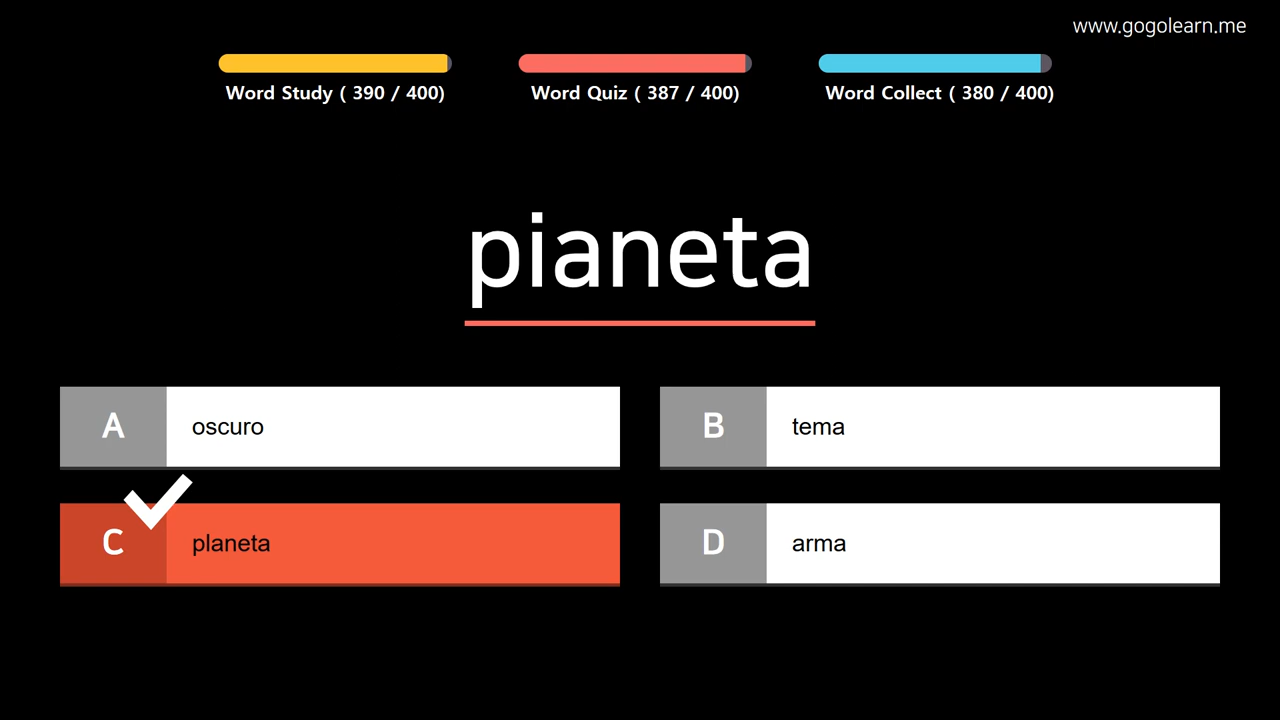 www.gogolearn.me
Word Study ( 390 / 400)
Word Quiz ( 387 / 400)
Word Collect ( 380 / 400)
pianeta
A oscuro
B tema
C planeta
D arma